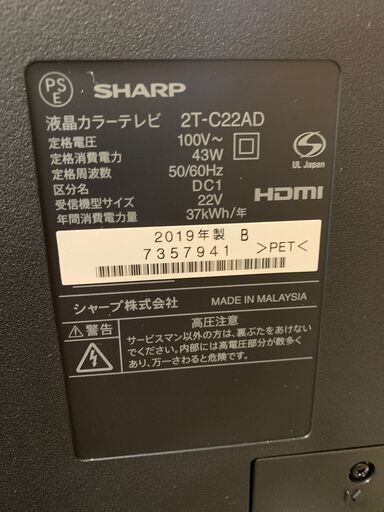 PS
E
SHARP
液晶カラーテレビ 2T-C22AD
定格電圧 100V~
定格消費電力 43W
定格周波数 50/60Hz
区分名 DC1
受信機型サイズ 22V
年間消費電力量 37kWh/年
UL Japan
HDMI
2019年製 B
7357941 >PET<
シャープ株式会社 MADE IN MALAYSIA
警告
高圧注意
サービスマン以外の方は、裏ぶたをあけない
でください。内部には高電圧部分が数多く
あり、万一さわると危険です。